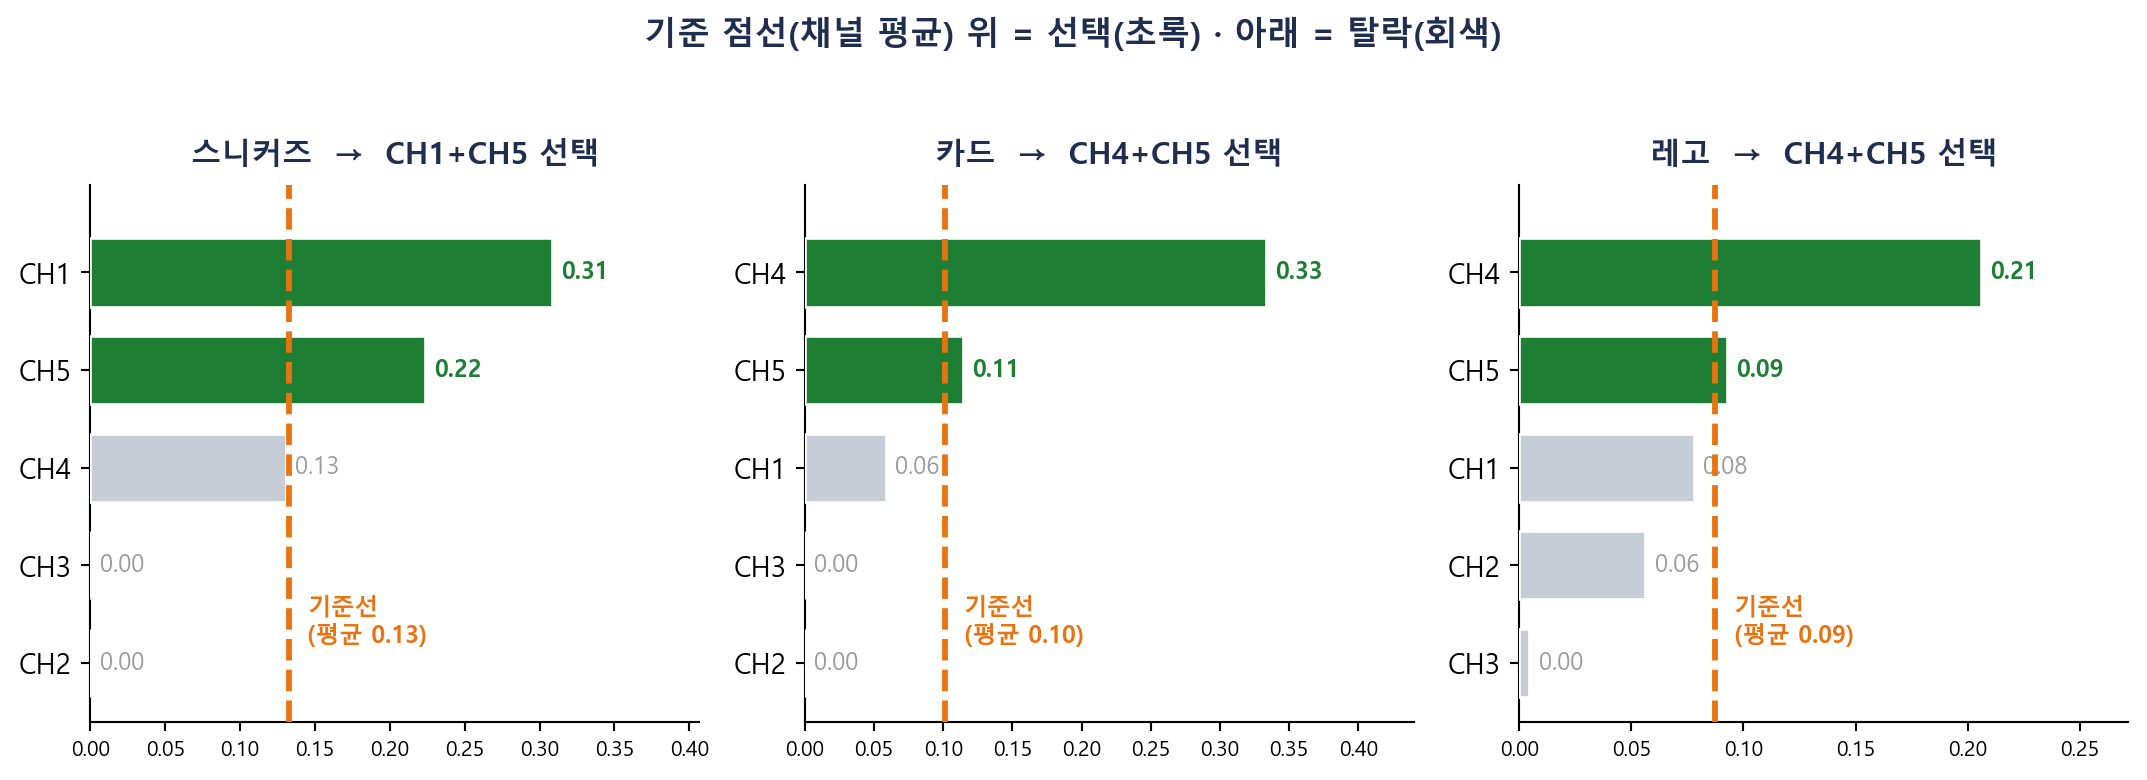 기준 점선(채널 평균) 위 = 선택(초록) · 아래 = 탈락(회색)
스니커즈 → CH1+CH5 선택
CH1
0.31
CH5
0.22
CH4
0.13
CH3
0.00
CH2
0.00
기준선
(평균 0.13)
0.00 0.05 0.10 0.15 0.20 0.25 0.30 0.35 0.40
카드 → CH4+CH5 선택
CH4
0.33
CH5
0.11
CH1
0.06
CH3
0.00
CH2
0.00
기준선
(평균 0.10)
0.00 0.05 0.10 0.15 0.20 0.25 0.30 0.35 0.40
레고 → CH4+CH5 선택
CH4
0.21
CH5
0.09
CH1
0.08
CH2
0.06
CH3
0.00
기준선
(평균 0.09)
0.00 0.05 0.10 0.15 0.20 0.25